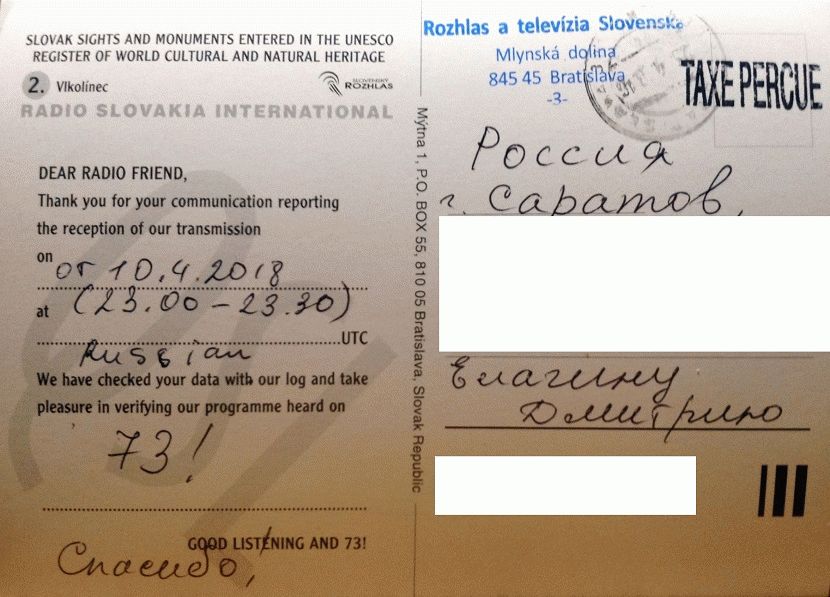 SLOVAK SIGHTS AND MONUMENTS ENTERED IN THE UNESCO
REGISTER OF WORLD CULTURAL AND NATURAL HERITAGE
2. Vlkolínec
SLOVENSKÝ
ROZHLAS
RADIO SLOVAKIA INTERNATIONAL
DEAR RADIO FRIEND,
Thank you for your communication reporting
the reception of our transmission
on от 10.4.2018
at (23.00 – 23.30)
UTC
Russian
We have checked your data with our log and take
pleasure in verifying our programme heard on
73!
GOOD LISTENING AND 73!
Спасибо,
Mýtna 1, P.O. BOX 55, 810 05 Bratislava, Slovak Republic
Rozhlas a televízia Slovenska
Mlynská dolina
845 45 Bratislava
-3-
TAXE PERCUE
Россия
г. Саратов,
Елагину
Дмитрию